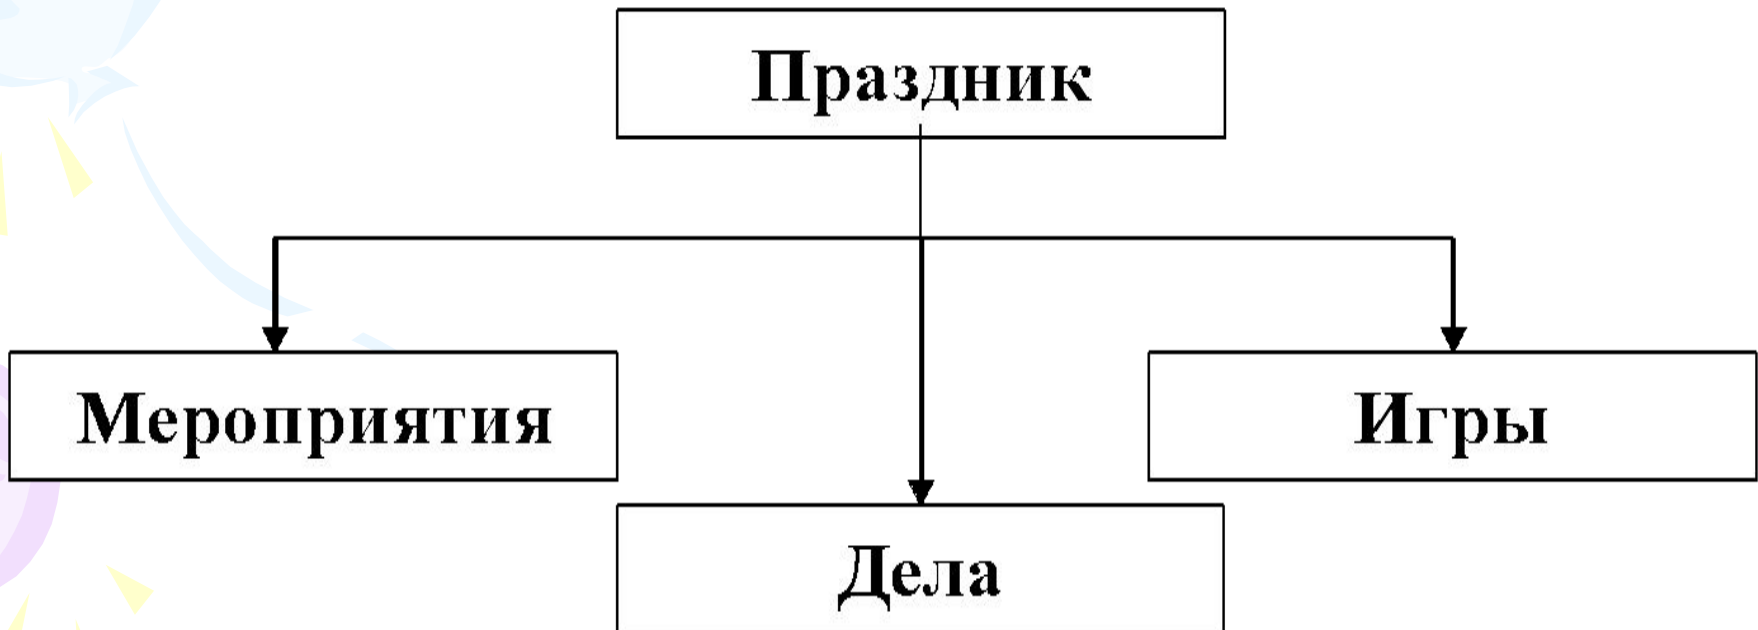 Праздник
Мероприятия
Игры
Дела